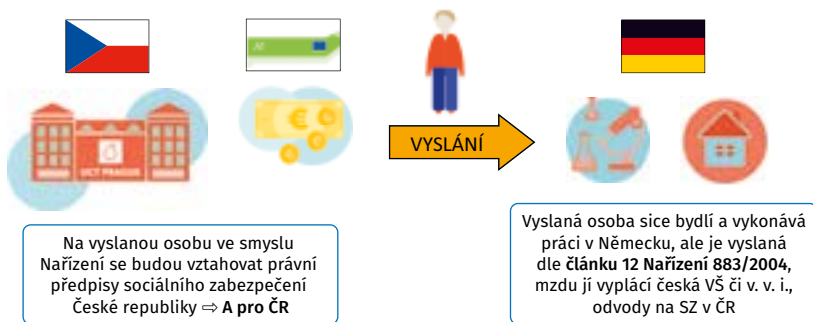 UCT PRAGUE
VYSLÁNÍ
Na vyslanou osobu ve smyslu
Nařízení se budou vztahovat právní
předpisy sociálního zabezpečení
České republiky ⇨ A pro ČR
Vyslaná osoba sice bydlí a vykonává
práci v Německu, ale je vyslaná
dle článku 12 Nařízení 883/2004,
mzdu jí vyplácí česká VŠ či v. v. i.,
odvody na SZ v ČR